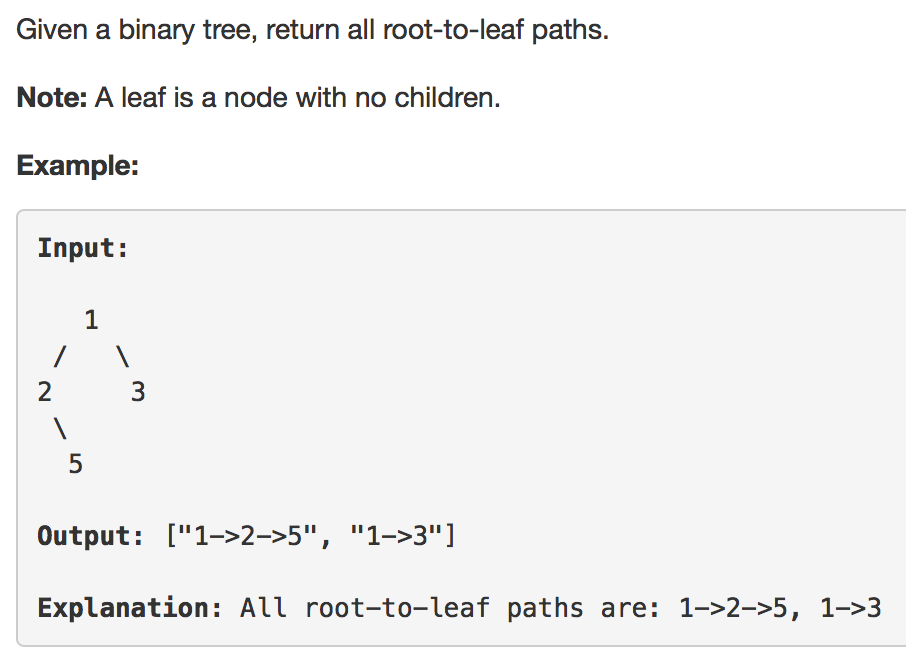 Given a binary tree, return all root-to-leaf paths.
Note: A leaf is a node with no children.
Example:
Input:
   1
 /   \
2     3
 \
  5
Output: ["1->2->5", "1->3"]
Explanation: All root-to-leaf paths are: 1->2->5, 1->3